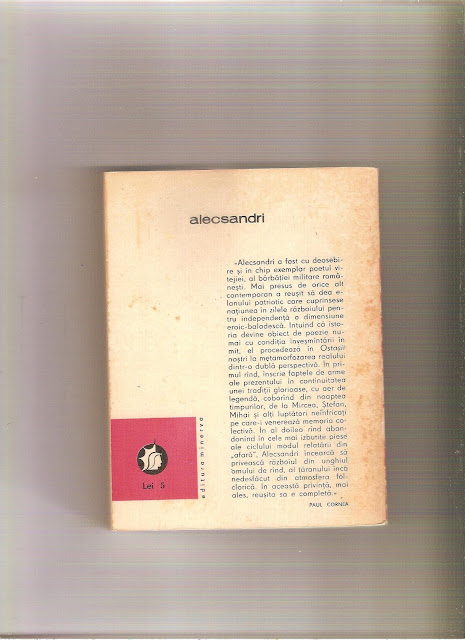 alecsandri
«Alecsandri a fost cu deosebi-
re și în chip exemplar poetul vi-
tejiei, al bărbăției militare româ-
nești. Mai presus de orice alt
contemporan a reușit să dea e-
lanului patriotic care cuprinsese
națiunea în zilele războiului pen-
tru independență o dimensiune
eroic-baladescă. Intuind că isto-
ria devine obiect de poezie nu-
mai cu condiția înveșmîntării în
mit, el procedează în Ostașii
noștri la metamorfozarea realului
dintr-o dublă perspectivă. În pri-
mul rînd, înscrie faptele de arme
ale prezentului în continuitatea
unei tradiții glorioase, cu aer de
legendă, coborînd din noaptea
timpurilor, de la Mircea, Ștefan,
Mihai și alți luptători neînfricați
pe care-i venerează memoria co-
lectivă. În al doilea rînd aban-
donînd în cele mai izbutite piese
ale ciclului modul relatării din
„afară”, Alecsandri încearcă să
privească războiul din unghiul
omului de rînd, al țăranului încă
nedesfăcut din atmosfera fol-
clorică. În această privință, mai
ales, reușita sa e completă.»
PAUL CORNEA
editura minerva
Lei 5